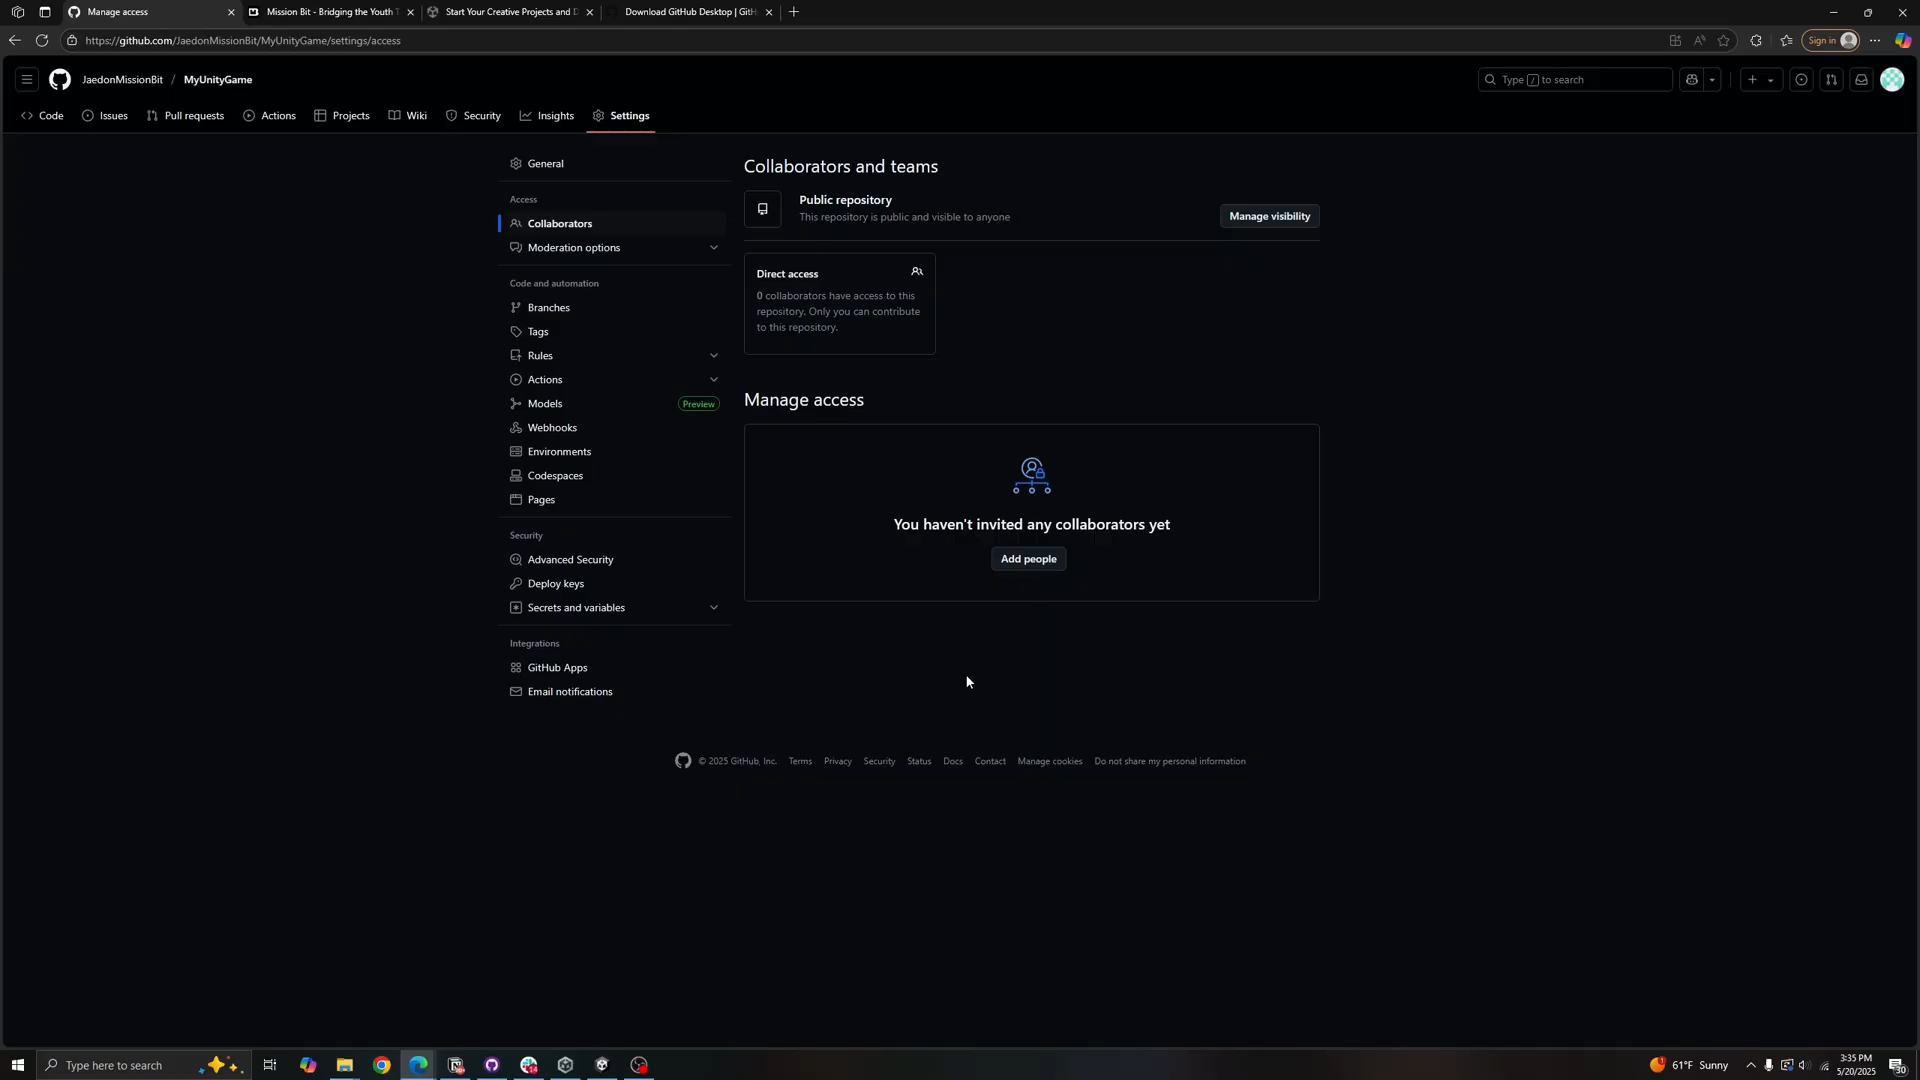 Manage access
Mission Bit - Bridging the Youth T
Start Your Creative Projects and D
Download GitHub Desktop | GitH
https://github.com/JaedonMissionBit/MyUnityGame/settings/access
Sign in
JaedonMissionBit / MyUnityGame
Type / to search
Code
Issues
Pull requests
Actions
Projects
Wiki
Security
Insights
Settings
General
Access
Collaborators
Moderation options
Code and automation
Branches
Tags
Rules
Actions
Models Preview
Webhooks
Environments
Codespaces
Pages
Security
Advanced Security
Deploy keys
Secrets and variables
Integrations
GitHub Apps
Email notifications
Collaborators and teams
Public repository
This repository is public and visible to anyone
Manage visibility
Direct access
0 collaborators have access to this
repository. Only you can contribute
to this repository.
Manage access
You haven't invited any collaborators yet
Add people
© 2025 GitHub, Inc. Terms Privacy Security Status Docs Contact Manage cookies Do not share my personal information
Type here to search
61°F Sunny
3:35 PM
5/20/2025
30